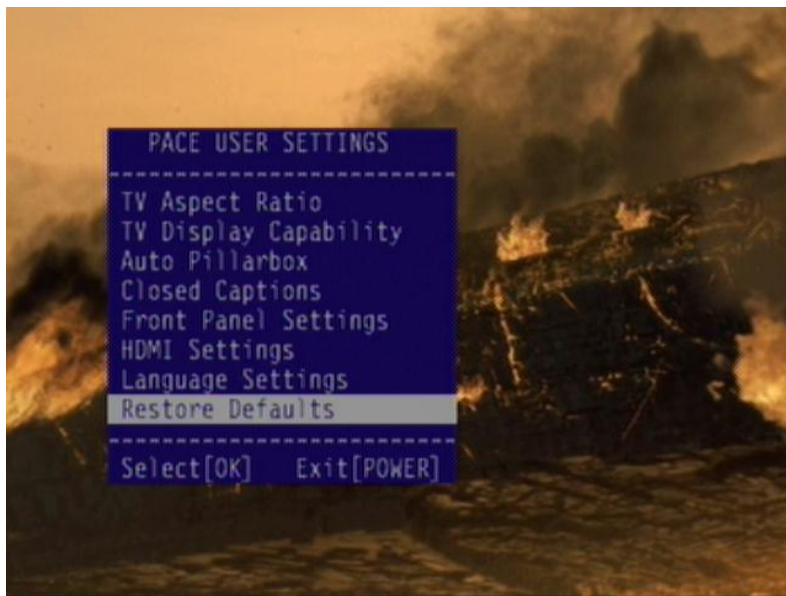 PACE USER SETTINGS
TV Aspect Ratio
TV Display Capability
Auto Pillarbox
Closed Captions
Front Panel Settings
HDMI Settings
Language Settings
Restore Defaults
Select[OK] Exit[POWER]